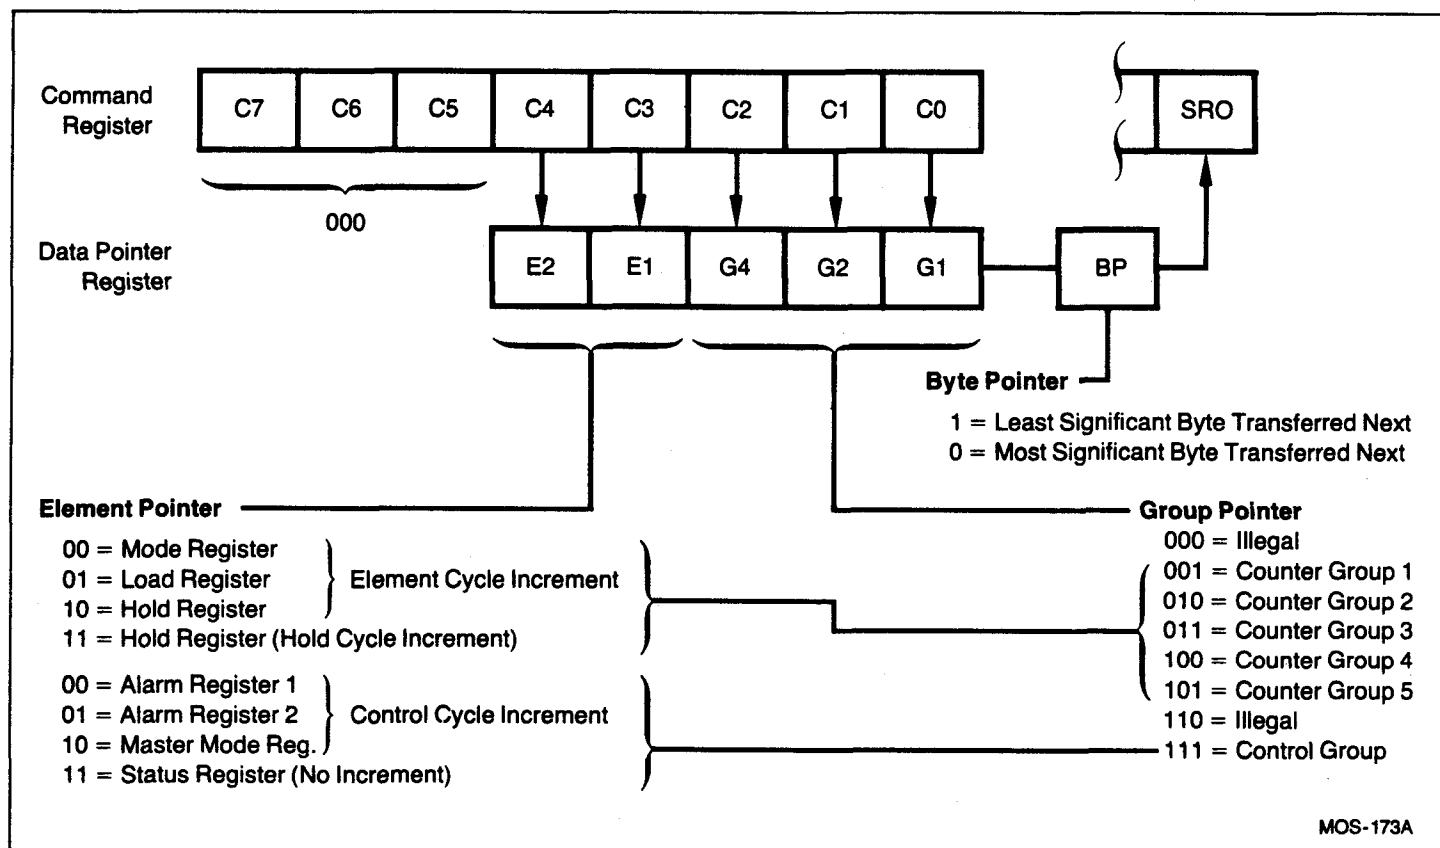 Command
Register
C7 C6 C5 C4 C3 C2 C1 C0 SRO
000
Data Pointer
Register
E2 E1 G4 G2 G1 BP
Byte Pointer
1 = Least Significant Byte Transferred Next
0 = Most Significant Byte Transferred Next
Element Pointer
00 = Mode Register
01 = Load Register
10 = Hold Register
Element Cycle Increment
11 = Hold Register (Hold Cycle Increment)
00 = Alarm Register 1
01 = Alarm Register 2
10 = Master Mode Reg.
Control Cycle Increment
11 = Status Register (No Increment)
Group Pointer
000 = Illegal
001 = Counter Group 1
010 = Counter Group 2
011 = Counter Group 3
100 = Counter Group 4
101 = Counter Group 5
110 = Illegal
111 = Control Group
MOS-173A